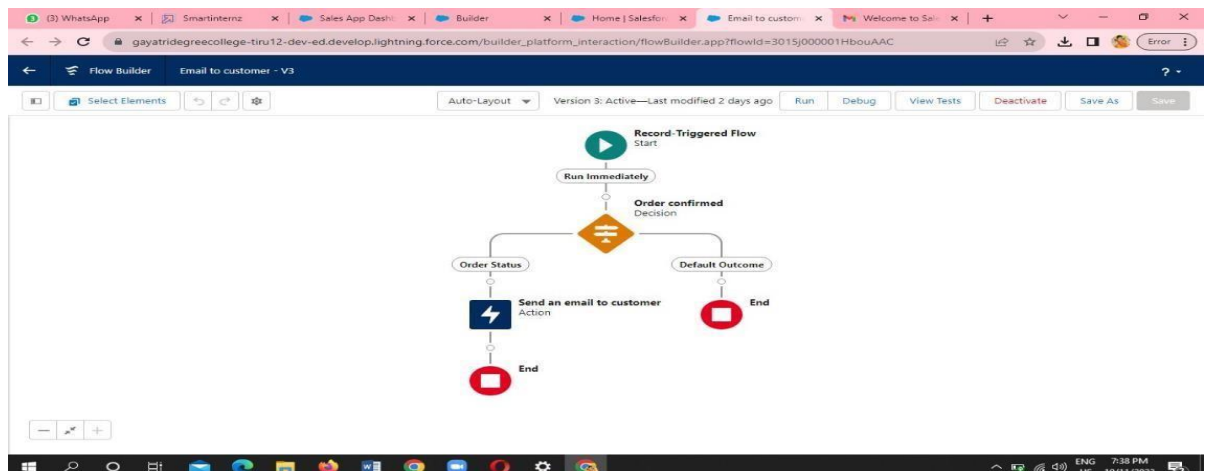 (3) WhatsApp
Smartinternz
Sales App Dashb
Builder
Home | Salesfor
Email to custom
Welcome to Sal
gayatridegreecollege-tiru12-dev-ed.develop.lightning.force.com/builder_platform_interaction/flowBuilder.app?flowId=3015j000001HbouAAC
Error
Flow Builder Email to customer - V3
?
Select Elements
Auto-Layout
Version 3: Active—Last modified 2 days ago
Run
Debug
View Tests
Deactivate
Save As
Save
Record-Triggered Flow
Start
Run Immediately
Order confirmed
Decision
Order Status
Default Outcome
Send an email to customer
Action
End
End
ENG 7:38 PM